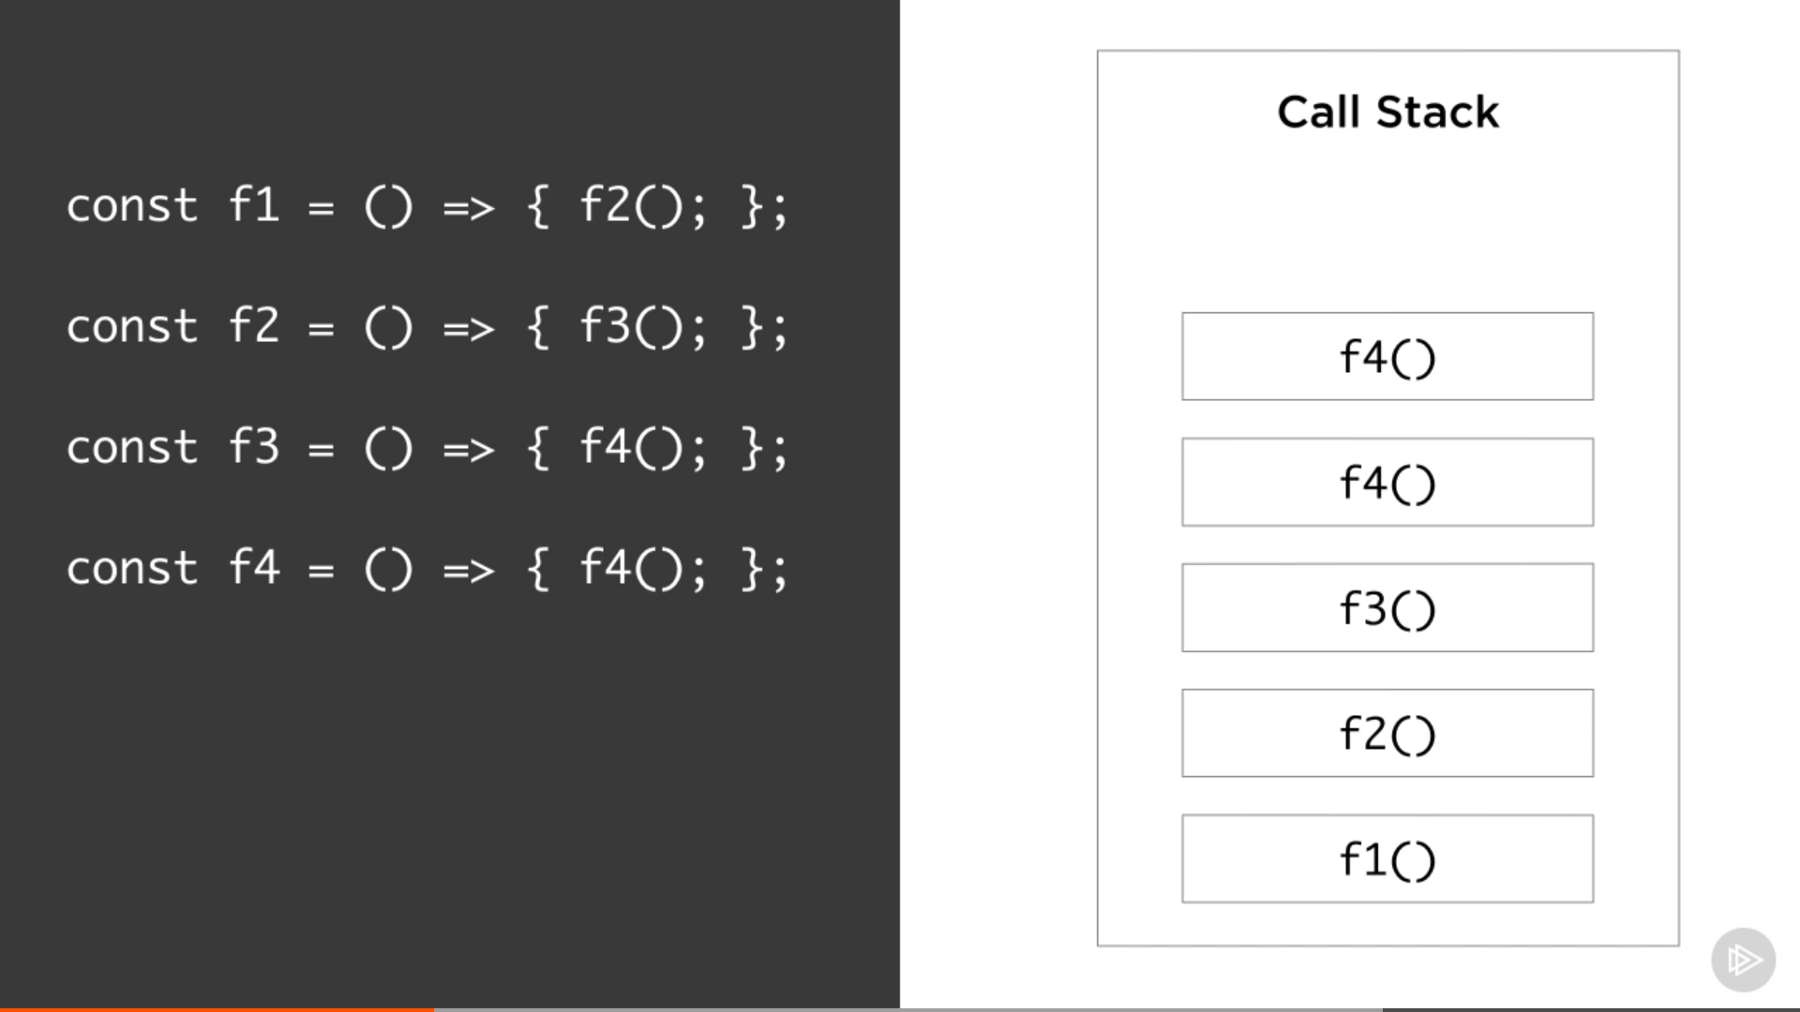 const f1 = () => { f2(); };
const f2 = () => { f3(); };
const f3 = () => { f4(); };
const f4 = () => { f4(); };
Call Stack
f4()
f4()
f3()
f2()
f1()